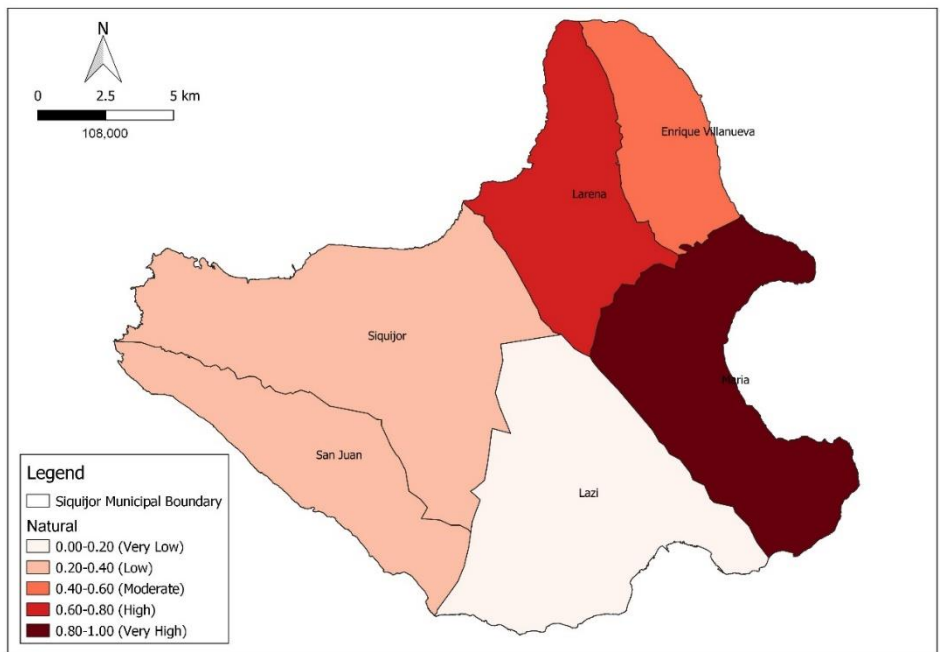 N
0 2.5 5 km
108,000
Enrique Villanueva
Larena
Siquijor
Maria
San Juan
Lazi
Legend
Siquijor Municipal Boundary
Natural
0.00-0.20 (Very Low)
0.20-0.40 (Low)
0.40-0.60 (Moderate)
0.60-0.80 (High)
0.80-1.00 (Very High)